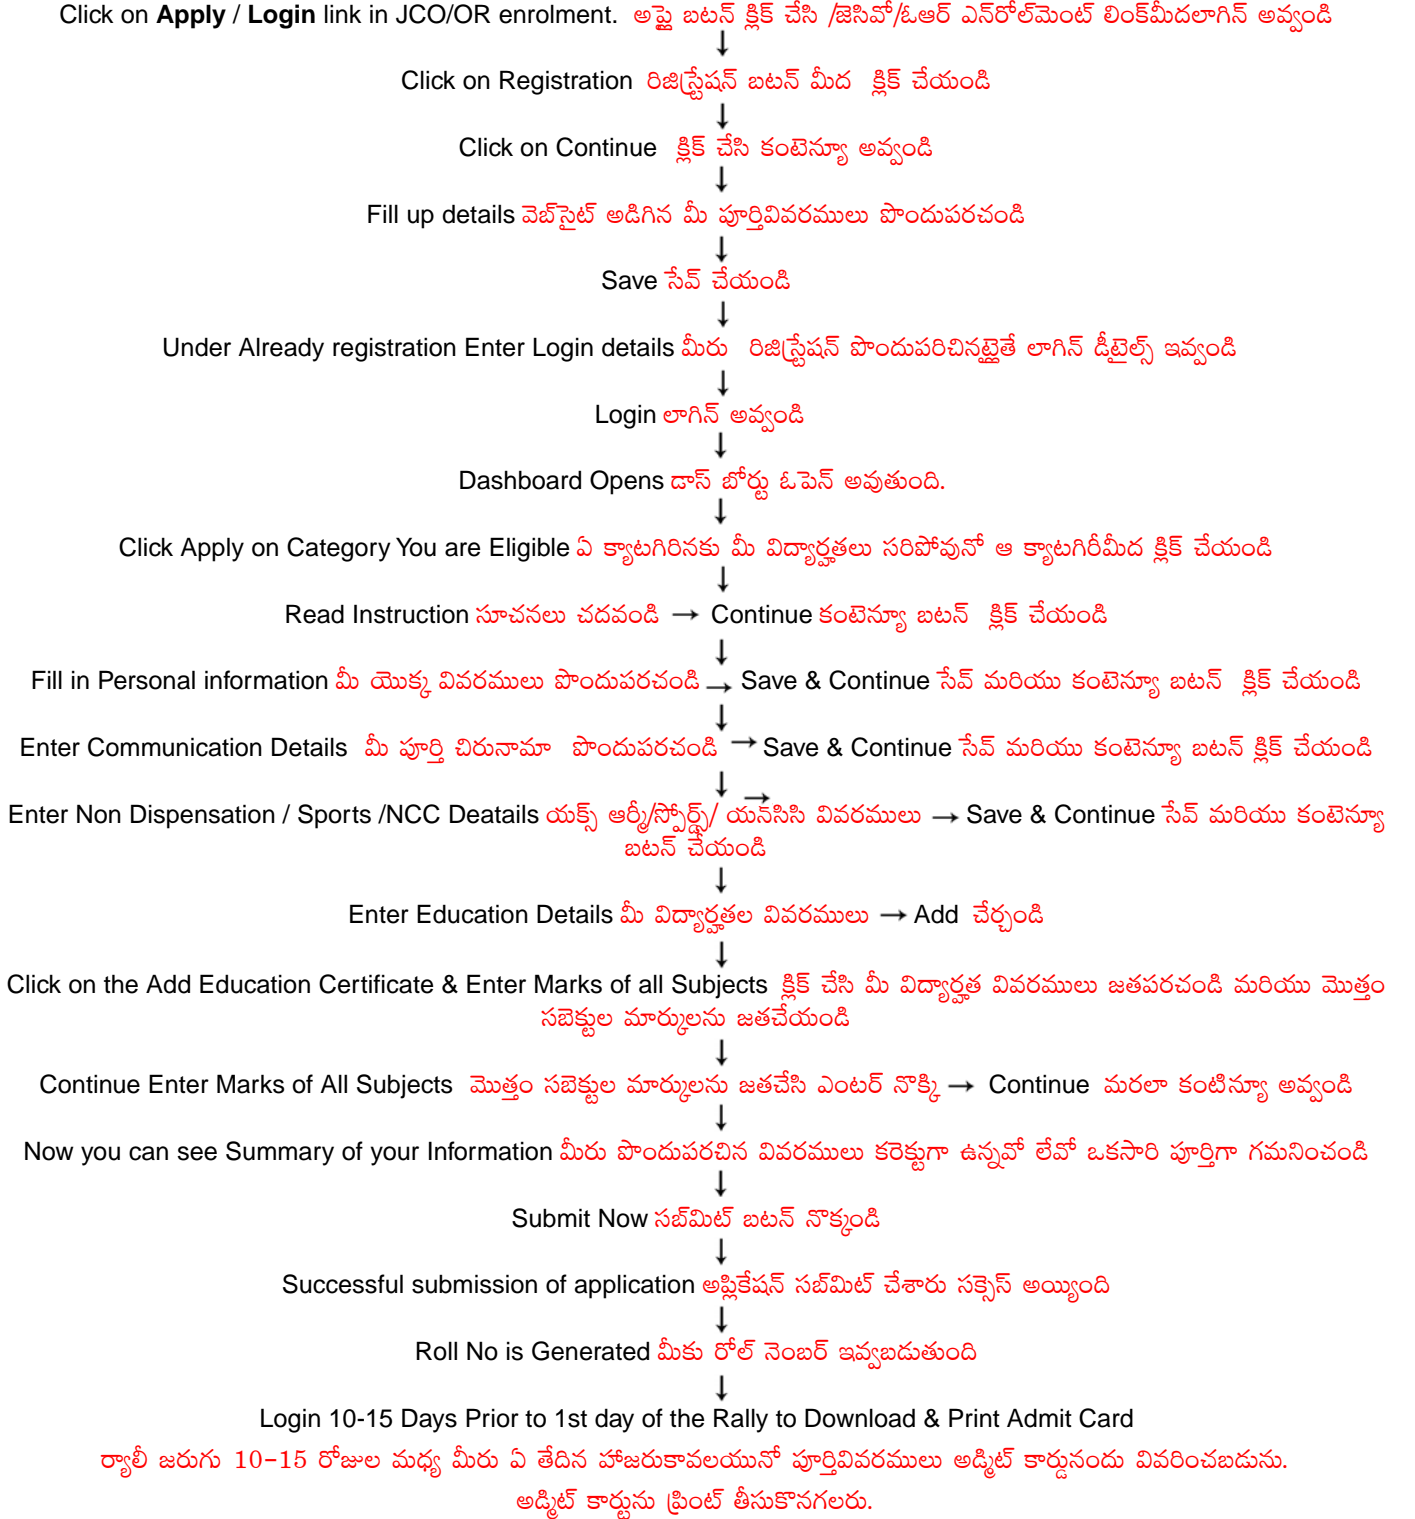 Click on Apply / Login link in JCO/OR enrolment. అప్లై బటన్ క్లిక్ చేసి /జెసివో/ఓఆర్ ఎన్‌రోల్‌మెంట్ లింక్‌మీదలాగిన్ అవ్వండి
↓
Click on Registration రిజిస్ట్రేషన్ బటన్ మీద క్లిక్ చేయండి
↓
Click on Continue క్లిక్ చేసి కంటెన్యూ అవ్వండి
↓
Fill up details వెబ్‌సైట్ అడిగిన మీ పూర్తివివరములు పొందుపరచండి
↓
Save సేవ్ చేయండి
↓
Under Already registration Enter Login details మీరు రిజిస్ట్రేషన్ పొందుపరిచినట్లైతే లాగిన్ డీటైల్స్ ఇవ్వండి
↓
Login లాగిన్ అవ్వండి
↓
Dashboard Opens డాస్ బోర్టు ఓపెన్ అవుతుంది.
↓
Click Apply on Category You are Eligible ఏ క్యాటగిరినకు మీ విద్యార్హతలు సరిపోవునో ఆ క్యాటగిరీమీద క్లిక్ చేయండి
↓
Read Instruction సూచనలు చదవండి → Continue కంటెన్యూ బటన్ క్లిక్ చేయండి
↓
Fill in Personal information మీ యొక్క వివరములు పొందుపరచండి → Save & Continue సేవ్ మరియు కంటెన్యూ బటన్ క్లిక్ చేయండి
↓
Enter Communication Details మీ పూర్తి చిరునామా పొందుపరచండి → Save & Continue సేవ్ మరియు కంటెన్యూ బటన్ క్లిక్ చేయండి
↓ →
Enter Non Dispensation / Sports /NCC Deatails యక్స్ ఆర్మీ/స్పోర్ట్స్/ యన్‌సిసి వివరములు → Save & Continue సేవ్ మరియు కంటెన్యూ
బటన్ చేయండి
↓
Enter Education Details మీ విద్యార్హతల వివరములు → Add చేర్చండి
↓
Click on the Add Education Certificate & Enter Marks of all Subjects క్లిక్ చేసి మీ విద్యార్హత వివరములు జతపరచండి మరియు మొత్తం
సబెక్టుల మార్కులను జతచేయండి
↓
Continue Enter Marks of All Subjects మొత్తం సబెక్టుల మార్కులను జతచేసి ఎంటర్ నొక్కి → Continue మరలా కంటిన్యూ అవ్వండి
↓
Now you can see Summary of your Information మీరు పొందుపరచిన వివరములు కరెక్టుగా ఉన్నవో లేవో ఒకసారి పూర్తిగా గమనించండి
↓
Submit Now సబ్‌మిట్ బటన్ నొక్కండి
↓
Successful submission of application అప్లికేషన్ సబ్‌మిట్ చేశారు సక్సెస్ అయ్యింది
↓
Roll No is Generated మీకు రోల్ నెంబర్ ఇవ్వబడుతుంది
↓
Login 10-15 Days Prior to 1st day of the Rally to Download & Print Admit Card
ర్యాలీ జరుగు 10-15 రోజుల మధ్య మీరు ఏ తేదిన హాజరుకావలయునో పూర్తివివరములు అడ్మిట్ కార్డునందు వివరించబడును.
అడ్మిట్ కార్టును ప్రింట్ తీసుకొనగలరు.